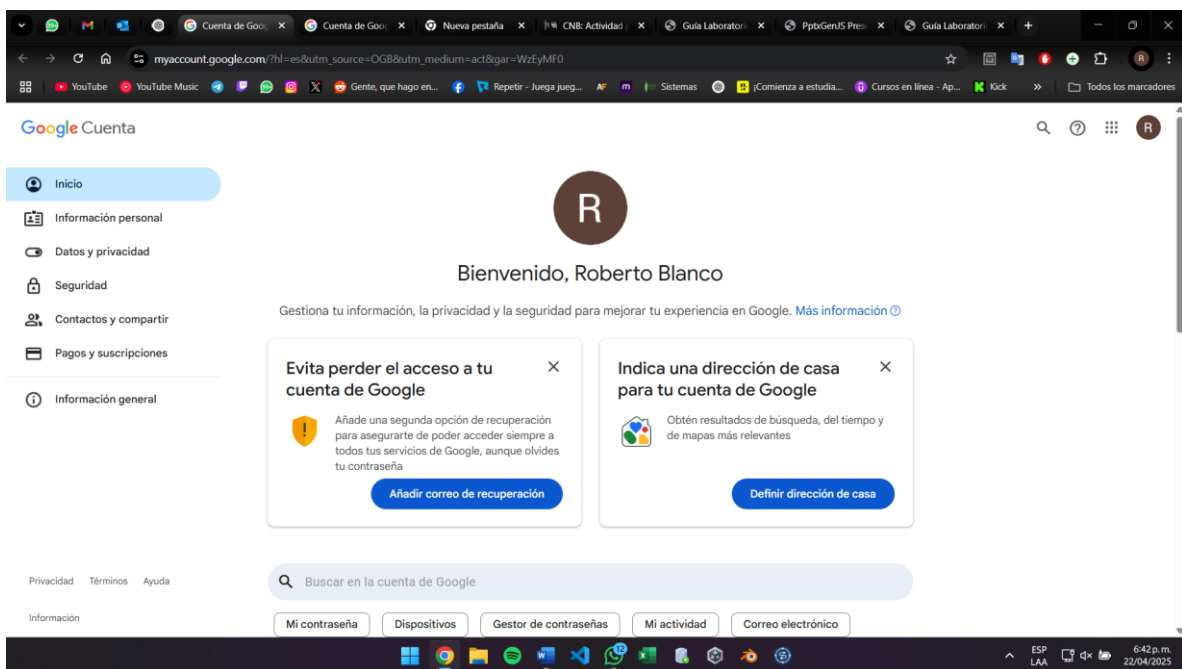 Cuenta de Goog
Cuenta de Goog
Nueva pestaña
CNB: Actividad
Guía Laboratori
PptxGenJS Pres
Guía Laboratori
myaccount.google.com/?hl=es&utm_source=OGB&utm_medium=act&gar=WzEyMF0
R
YouTube
YouTube Music
Gente, que hago en...
Repetir - Juega jueg...
AF
m
Sistemas
¡Comienza a estudia...
Cursos en línea - Ap...
Kick
»
Todos los marcadores
Google Cuenta
R
Inicio
Información personal
Datos y privacidad
Seguridad
Contactos y compartir
Pagos y suscripciones
Información general
R
Bienvenido, Roberto Blanco
Gestiona tu información, la privacidad y la seguridad para mejorar tu experiencia en Google. Más información
Evita perder el acceso a tu
cuenta de Google
Añade una segunda opción de recuperación
para asegurarte de poder acceder siempre a
todos tus servicios de Google, aunque olvides
tu contraseña
Añadir correo de recuperación
Indica una dirección de casa
para tu cuenta de Google
Obtén resultados de búsqueda, del tiempo y
de mapas más relevantes
Definir dirección de casa
Buscar en la cuenta de Google
Mi contraseña
Dispositivos
Gestor de contraseñas
Mi actividad
Correo electrónico
Privacidad Términos Ayuda
Información
12
ESP
LAA
6:42 p. m.
22/04/2025